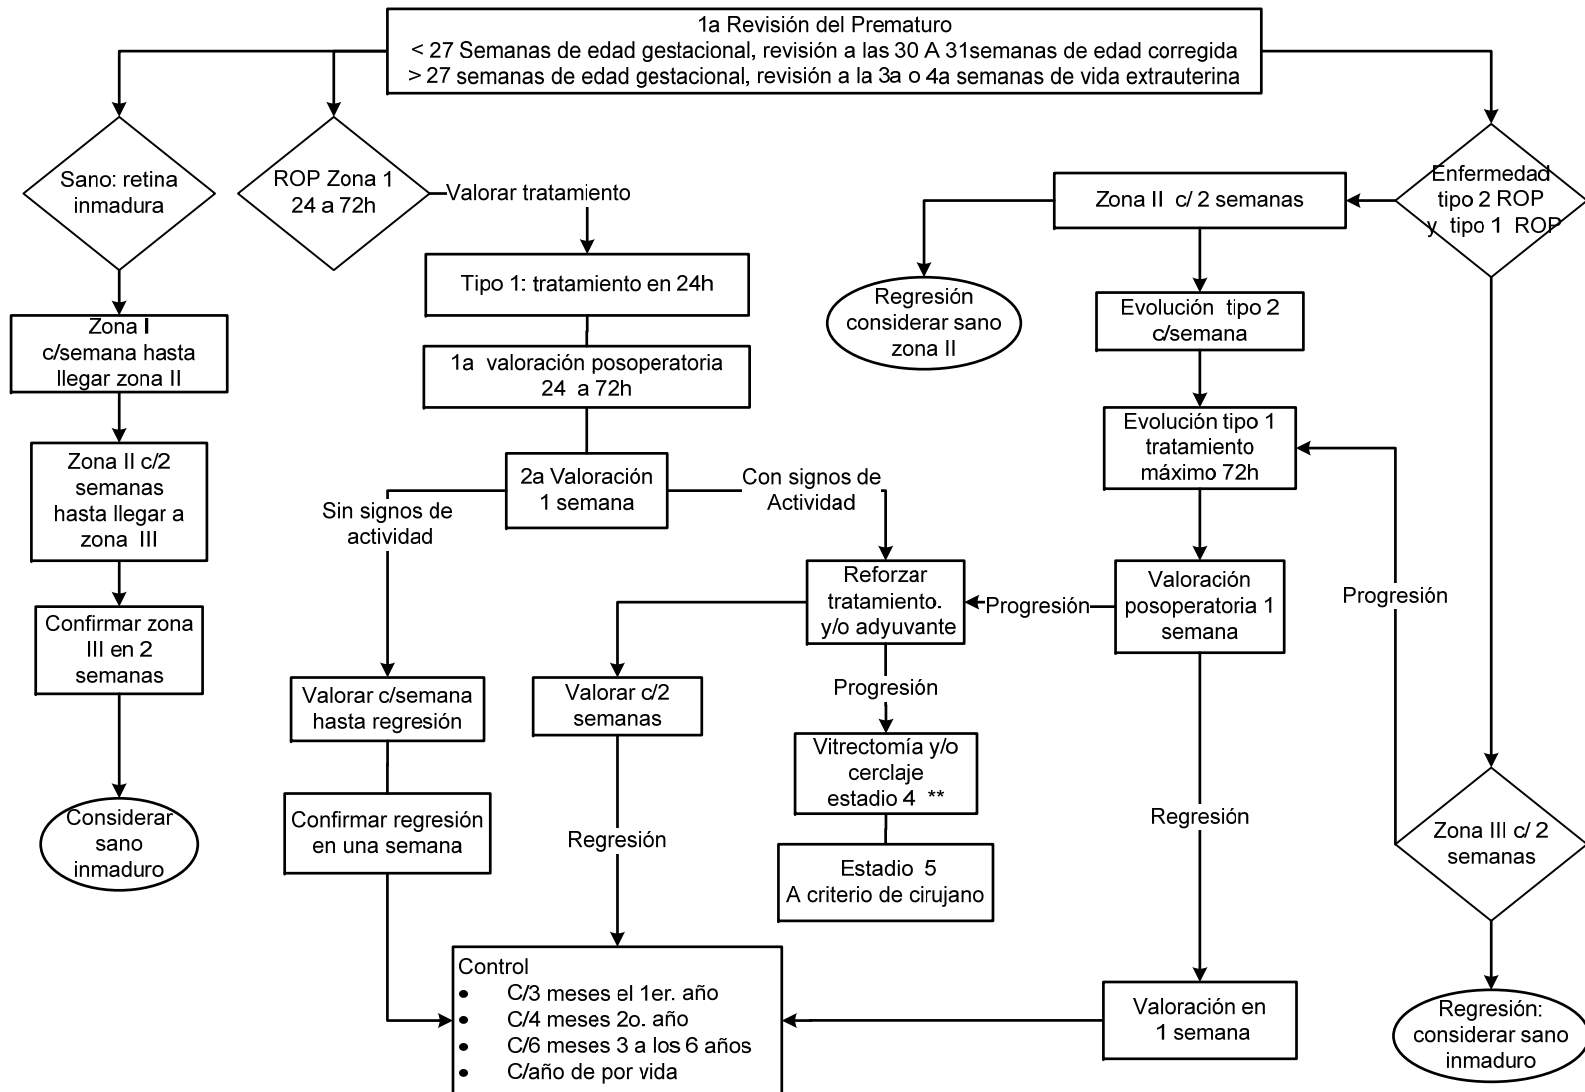 1a Revisión del Prematuro
< 27 Semanas de edad gestacional, revisión a las 30 A 31semanas de edad corregida
> 27 semanas de edad gestacional, revisión a la 3a o 4a semanas de vida extrauterina
Sano: retina
inmadura
ROP Zona 1
24 a 72h
Valorar tratamiento
Zona II c/ 2 semanas
Enfermedad
tipo 2 ROP
y tipo 1 ROP
Tipo 1: tratamiento en 24h
Regresión
considerar sano
zona II
Evolución tipo 2
c/semana
Zona I
c/semana hasta
llegar zona II
1a valoración posoperatoria
24 a 72h
Evolución tipo 1
tratamiento
máximo 72h
Zona II c/2
semanas
hasta llegar a
zona III
2a Valoración
1 semana
Con signos de
Actividad
Sin signos de
actividad
Reforzar
tratamiento.
y/o adyuvante
Progresión
Valoración
posoperatoria 1
semana
Progresión
Confirmar zona
III en 2
semanas
Valorar c/semana
hasta regresión
Valorar c/2
semanas
Progresión
Vitrectomía y/o
cerclaje
estadio 4 **
Considerar
sano
inmaduro
Confirmar regresión
en una semana
Regresión
Regresión
Zona III c/ 2
semanas
Estadio 5
A criterio de cirujano
Control
• C/3 meses el 1er. año
• C/4 meses 2o. año
• C/6 meses 3 a los 6 años
• C/año de por vida
Valoración en
1 semana
Regresión:
considerar sano
inmaduro